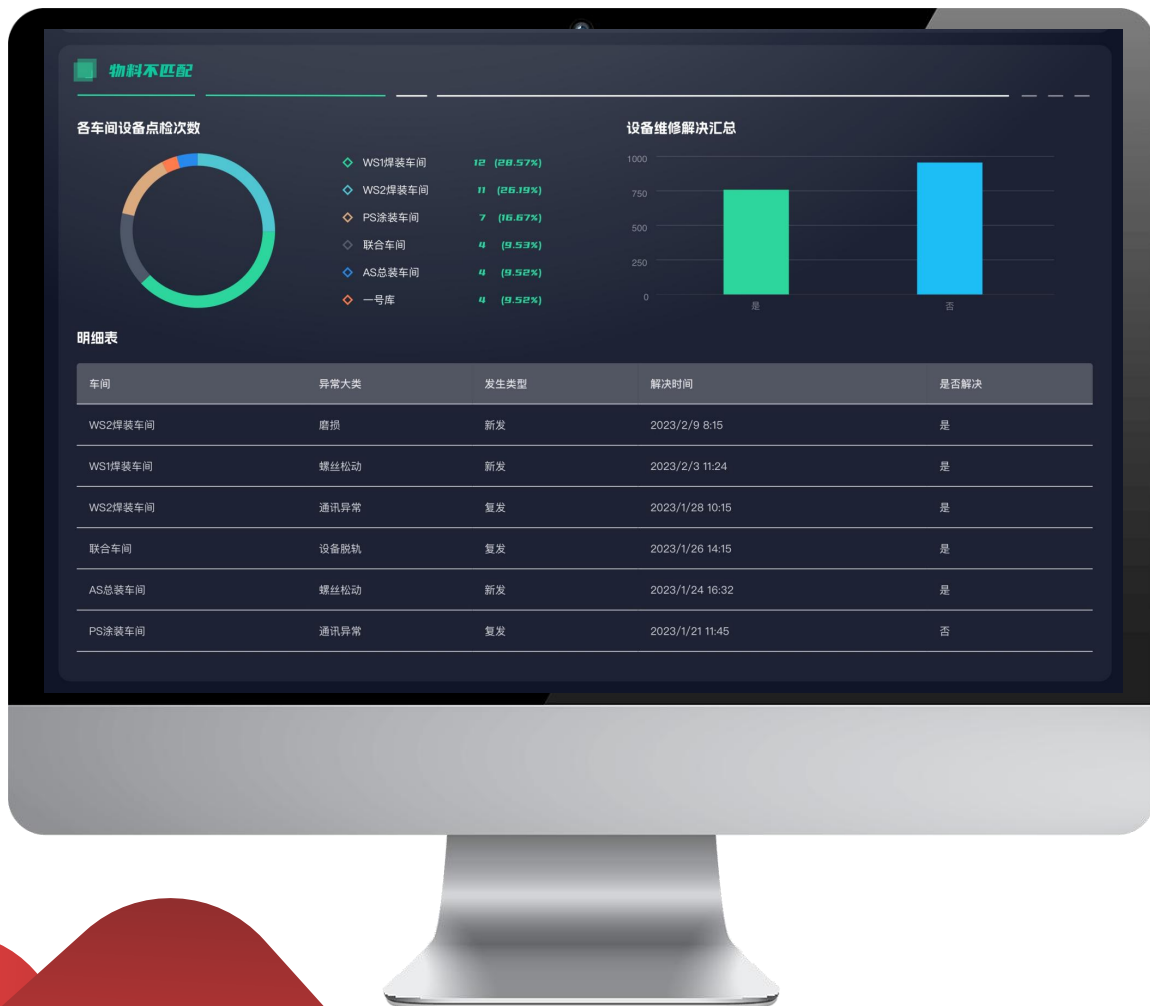 物料不匹配
各车间设备点检次数
WS1焊装车间 12 (28.57%)
WS2焊装车间 11 (26.19%)
PS涂装车间 7 (16.67%)
联合车间 4 (9.53%)
AS总装车间 4 (9.52%)
一号库 4 (9.52%)
设备维修解决汇总
1000
750
500
250
0
是 否
明细表
车间 异常大类 发生类型 解决时间 是否解决
WS2焊装车间 磨损 新发 2023/2/9 8:15 是
WS1焊装车间 螺丝松动 新发 2023/2/3 11:24 是
WS2焊装车间 通讯异常 复发 2023/1/28 10:15 是
联合车间 设备脱轨 复发 2023/1/26 14:15 是
AS总装车间 螺丝松动 新发 2023/1/24 16:32 是
PS涂装车间 通讯异常 复发 2023/1/21 11:45 否